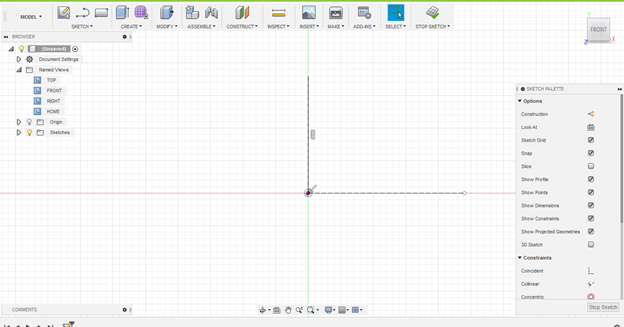 MODEL
SKETCH
CREATE
MODIFY
ASSEMBLE
CONSTRUCT
INSPECT
INSERT
MAKE
ADD-INS
SELECT
STOP SKETCH
FRONT
BROWSER
(Unsaved)
Document Settings
Named Views
TOP
FRONT
RIGHT
HOME
Origin
Sketches
SKETCH PALETTE
Options
Construction
Look At
Sketch Grid
Snap
Slice
Show Profile
Show Points
Show Dimensions
Show Constraints
Show Projected Geometries
3D Sketch
Constraints
Coincident
Collinear
Concentric
Stop Sketch
COMMENTS